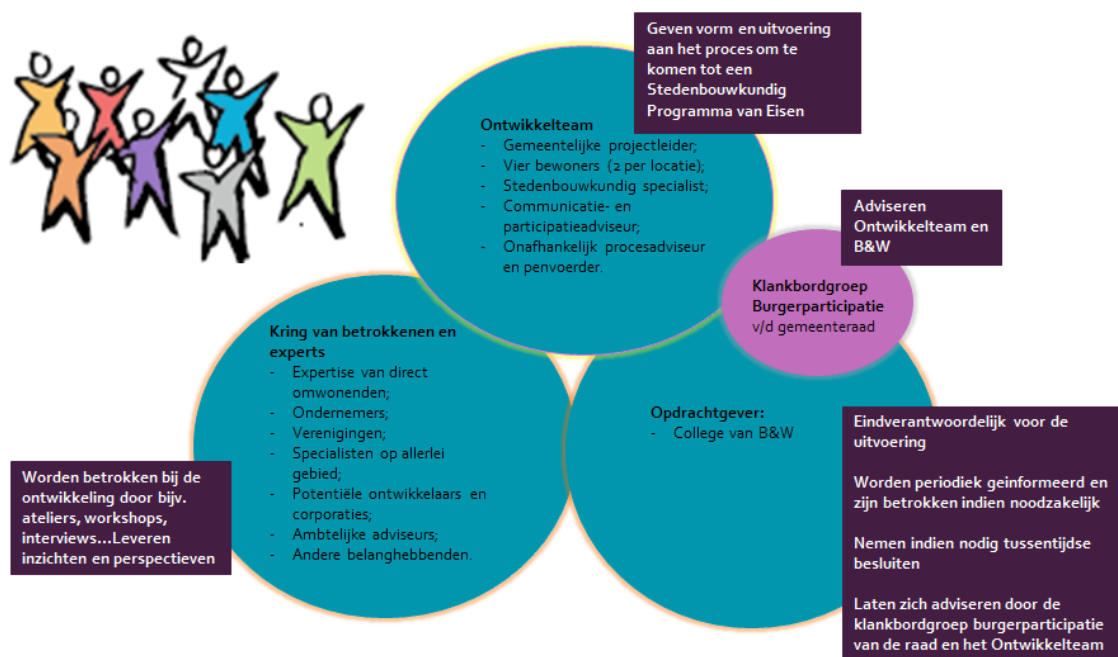 Geven vorm en uitvoering
aan het proces om te
komen tot een
Stedenbouwkundig
Programma van Eisen
Ontwikkelteam
- Gemeentelijke projectleider;
- Vier bewoners (2 per locatie);
- Stedenbouwkundig specialist;
- Communicatie- en
participatieadviseur;
- Onafhankelijk procesadviseur
en penvoerder.
Adviseren
Ontwikkelteam en
B&W
Klankbordgroep
Burgerparticipatie
v/d gemeenteraad
Kring van betrokkenen en
experts
- Expertise van direct
omwonenden;
- Ondernemers;
- Verenigingen;
- Specialisten op allerlei
gebied;
- Potentiële ontwikkelaars en
corporaties;
- Ambtelijke adviseurs;
- Andere belanghebbenden.
Worden betrokken bij de
ontwikkeling door bijv.
ateliers, workshops,
interviews...Leveren
inzichten en perspectieven
Opdrachtgever:
- College van B&W
Eindverantwoordelijk voor de
uitvoering
Worden periodiek geinformeerd en
zijn betrokken indien noodzakelijk
Nemen indien nodig tussentijdse
besluiten
Laten zich adviseren door de
klankbordgroep burgerparticipatie
van de raad en het Ontwikkelteam